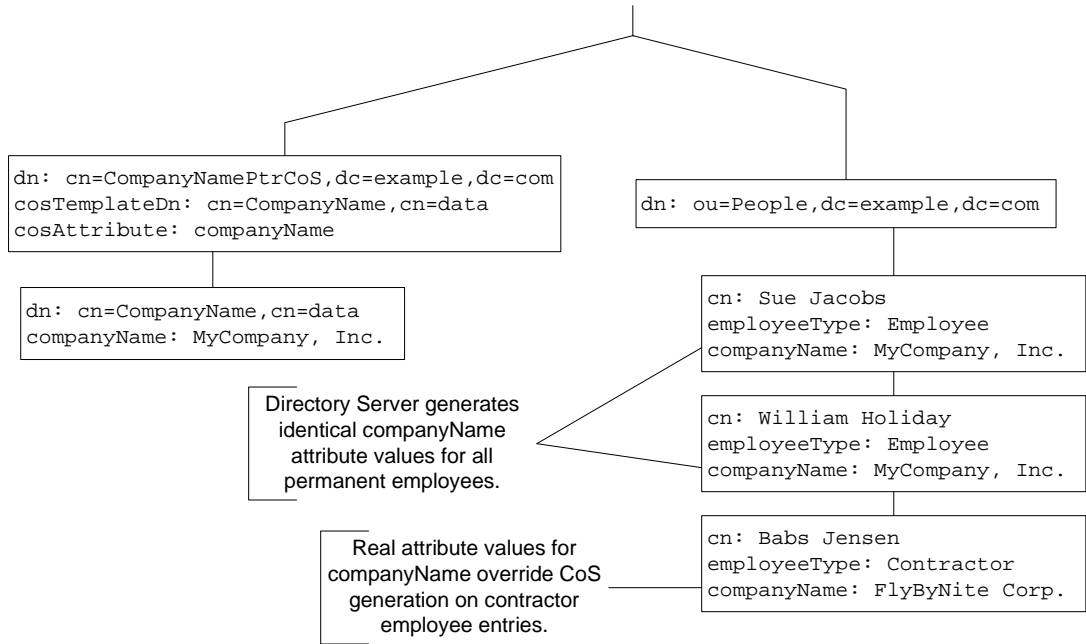 dn: cn=CompanyNamePtrCoS,dc=example,dc=com
cosTemplateDn: cn=CompanyName,cn=data
cosAttribute: companyName
dn: cn=CompanyName,cn=data
companyName: MyCompany, Inc.
dn: ou=People,dc=example,dc=com
cn: Sue Jacobs
employeeType: Employee
companyName: MyCompany, Inc.
Directory Server generates
identical companyName
attribute values for all
permanent employees.
cn: William Holiday
employeeType: Employee
companyName: MyCompany, Inc.
cn: Babs Jensen
employeeType: Contractor
companyName: FlyByNite Corp.
Real attribute values for
companyName override CoS
generation on contractor
employee entries.